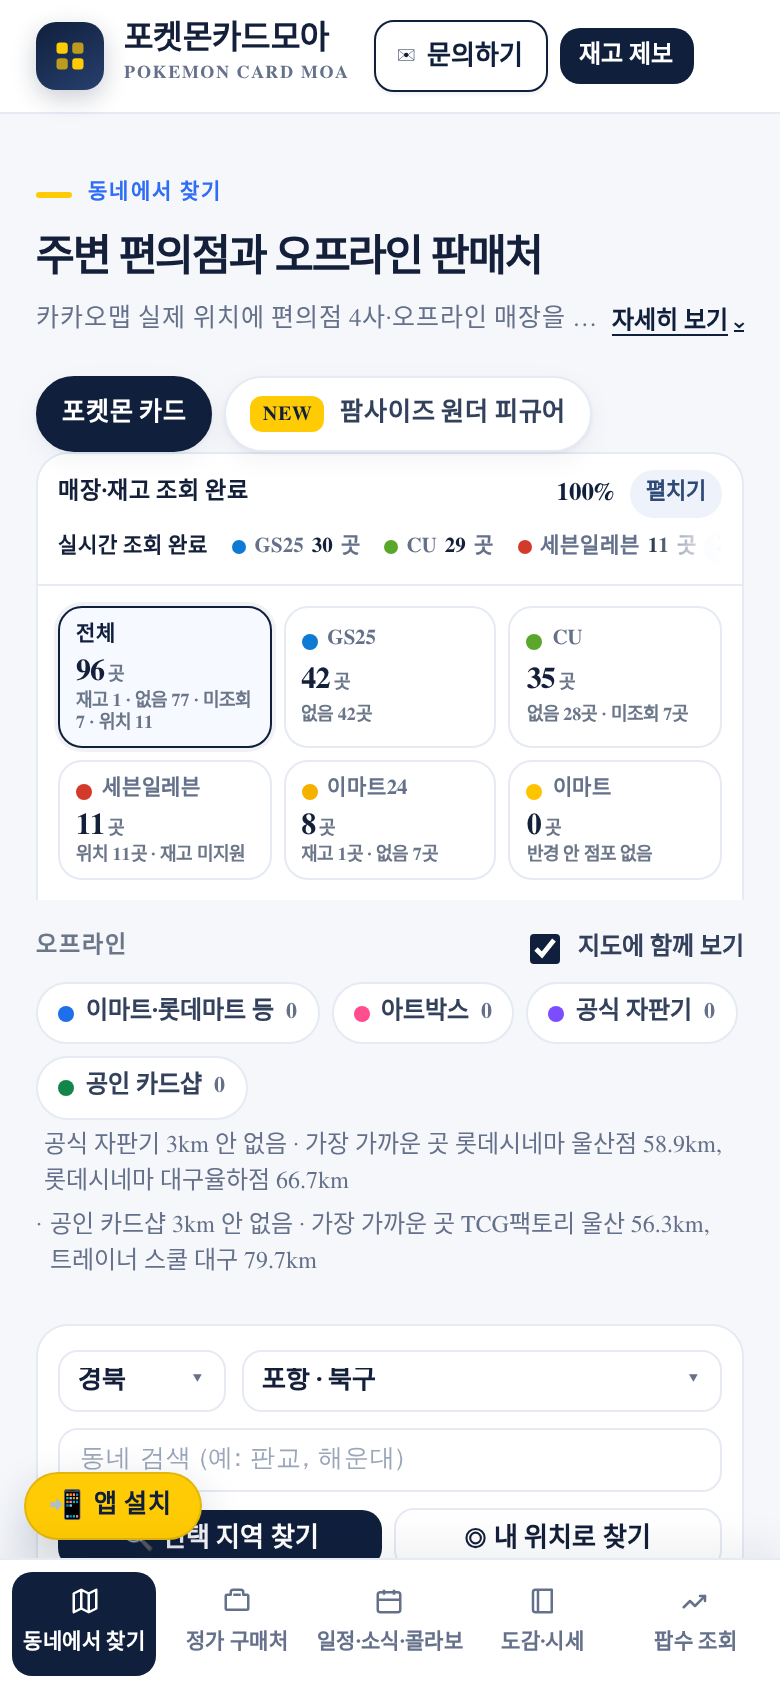 포켓몬카드모아
POKEMON CARD MOA
문의하기
재고 제보
동네에서 찾기
주변 편의점과 오프라인 판매처
카카오맵 실제 위치에 편의점 4사·오프라인 매장을 … 자세히 보기
포켓몬 카드
NEW 팜사이즈 원더 피규어
매장·재고 조회 완료 100% 펼치기
실시간 조회 완료 GS25 30 곳 CU 29 곳 세븐일레븐 11 곳
전체
96곳
재고 1 · 없음 77 · 미조회
7 · 위치 11
GS25
42곳
없음 42곳
CU
35곳
없음 28곳 · 미조회 7곳
세븐일레븐
11곳
위치 11곳 · 재고 미지원
이마트24
8곳
재고 1곳 · 없음 7곳
이마트
0곳
반경 안 점포 없음
오프라인
지도에 함께 보기
이마트·롯데마트 등 0
아트박스 0
공식 자판기 0
공인 카드샵 0
공식 자판기 3km 안 없음 · 가장 가까운 곳 롯데시네마 울산점 58.9km,
롯데시네마 대구율하점 66.7km
· 공인 카드샵 3km 안 없음 · 가장 가까운 곳 TCG팩토리 울산 56.3km,
트레이너 스쿨 대구 79.7km
경북
포항 · 북구
동네 검색 (예: 판교, 해운대)
앱 설치
선택 지역 찾기
◎ 내 위치로 찾기
동네에서 찾기
정가 구매처
일정·소식·콜라보
도감·시세
팝수 조회